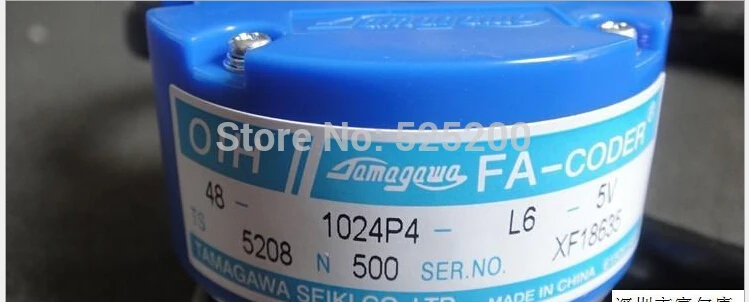 Tamagawa
Store No: 525200
OIH Tamagawa FA-CODER®
48 - 1024P4 - L6 - 5V
TS 5208 N 500 SER.NO. XF18635
TAMAGAWA SEIKI CO., LTD. MADE IN CHINA